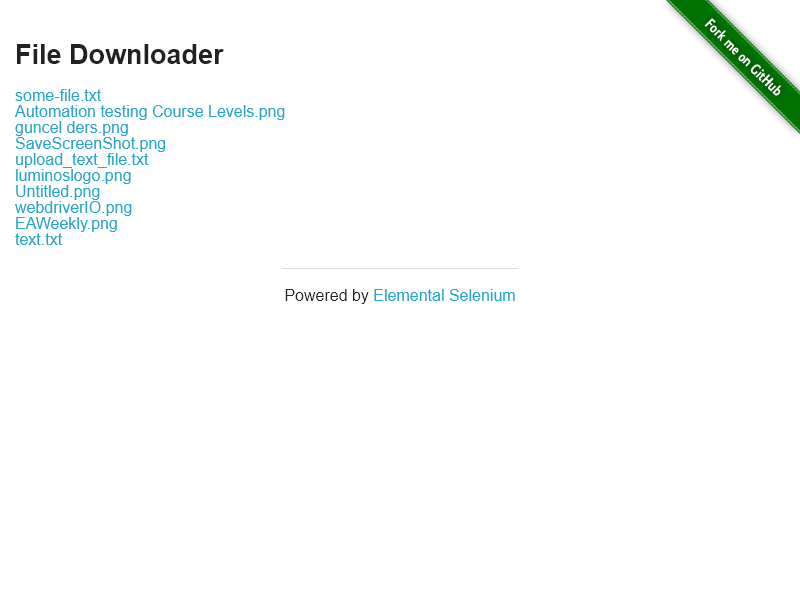 Fork me on GitHub
File Downloader
some-file.txt
Automation testing Course Levels.png
guncel ders.png
SaveScreenShot.png
upload_text_file.txt
luminoslogo.png
Untitled.png
webdriverIO.png
EAWeekly.png
text.txt
Powered by Elemental Selenium